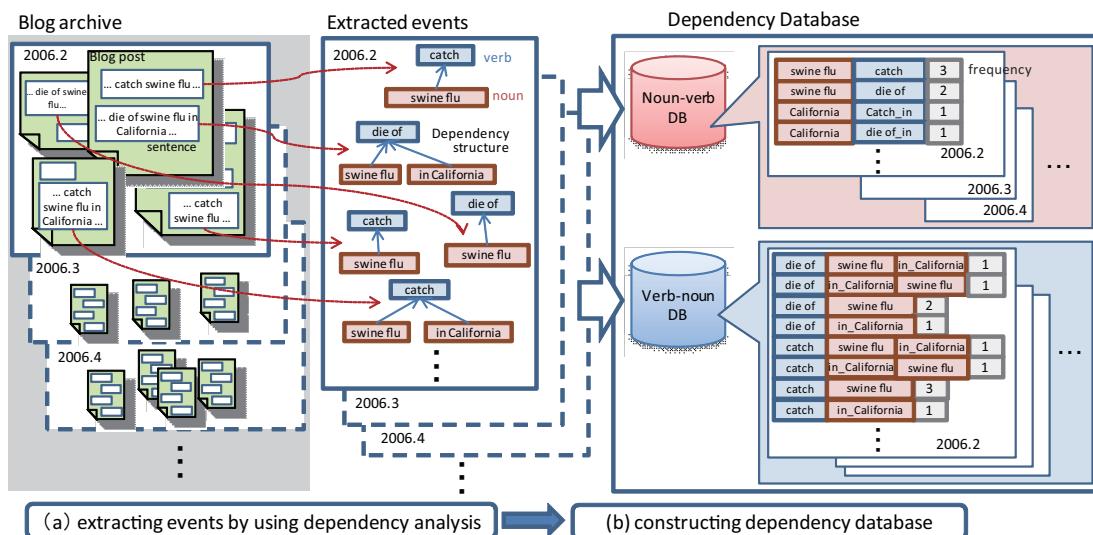 Blog archive
2006.2
Blog post
… catch swine flu …
… die of swine
flu…
… die of swine flu in
California …
sentence
… catch
swine flu in
California …
… catch
swine flu …
2006.3
2006.4
Extracted events
2006.2
catch
verb
swine flu
noun
die of
Dependency
structure
swine flu
in California
die of
catch
swine flu
swine flu
catch
swine flu
in California
2006.3
2006.4
Dependency Database
Noun-verb
DB
swine flu catch 3 frequency
swine flu die of 2
California Catch_in 1
California die of_in 1
2006.2
2006.3
2006.4
…
Verb-noun
DB
die of swine flu in_California 1
die of in_California swine flu 1
die of swine flu 2
die of in_California 1
catch swine flu in_California 1
catch in_California swine flu 1
catch swine flu 3
catch in_California 1
2006.2
…
(a) extracting events by using dependency analysis
(b) constructing dependency database